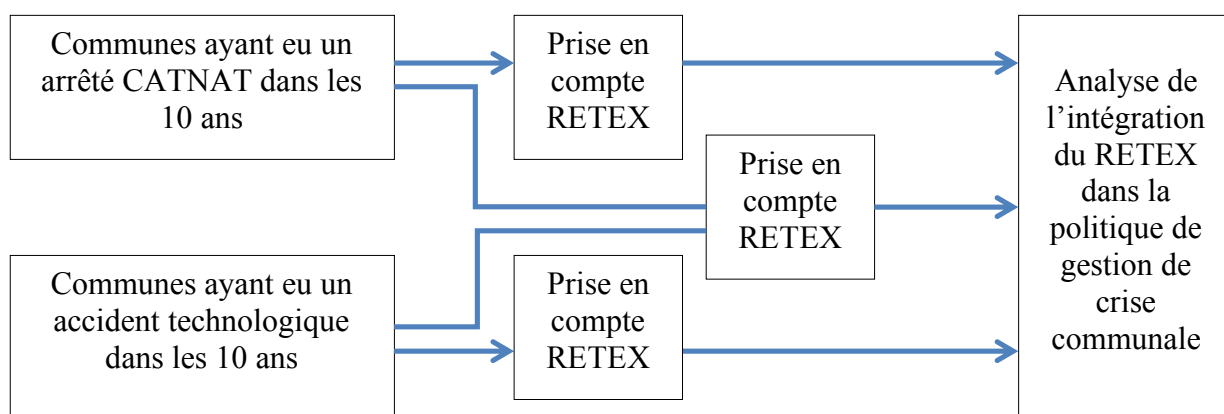 Communes ayant eu un
arrêté CATNAT dans les
10 ans
Prise en
compte
RETEX
Prise en
compte
RETEX
Communes ayant eu un
accident technologique
dans les 10 ans
Prise en
compte
RETEX
Analyse de
l’intégration
du RETEX
dans la
politique de
gestion de
crise
communale